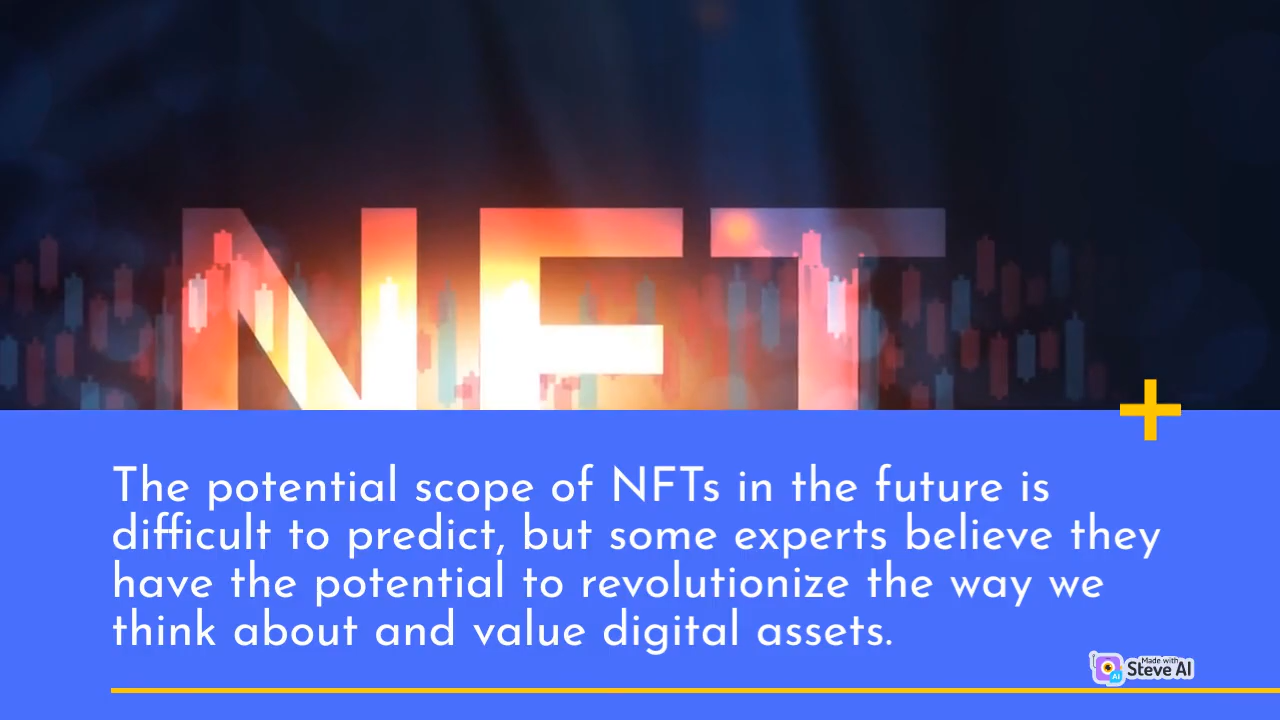 NFT
The potential scope of NFTs in the future is
difficult to predict, but some experts believe they
have the potential to revolutionize the way we
think about and value digital assets.
Made with
Steve AI
AI